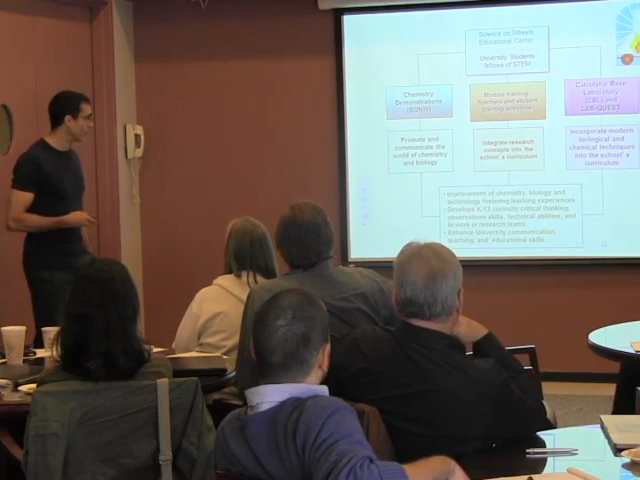 Science on Wheels
Educational Center
University Students
fellows of STEM
Chemistry
Demonstrations
(SONW)
Module training:
Teachers and student
training activities
Calculator Base
Laboratory
(CBL) and
LAB-QUEST
Promote and
communicate the
world of chemistry
and biology
Integrate research
concepts into the
school's curriculum
Incorporate modern
biological and
chemical techniques
into the school's
curriculum
• Improvement of chemistry, biology and
technology fostering learning experiences
• Develops K-12 curiosity critical thinking,
observations skills, technical abilities, and
to work in research teams.
• Enhance University communication,
teaching, and educational skills.